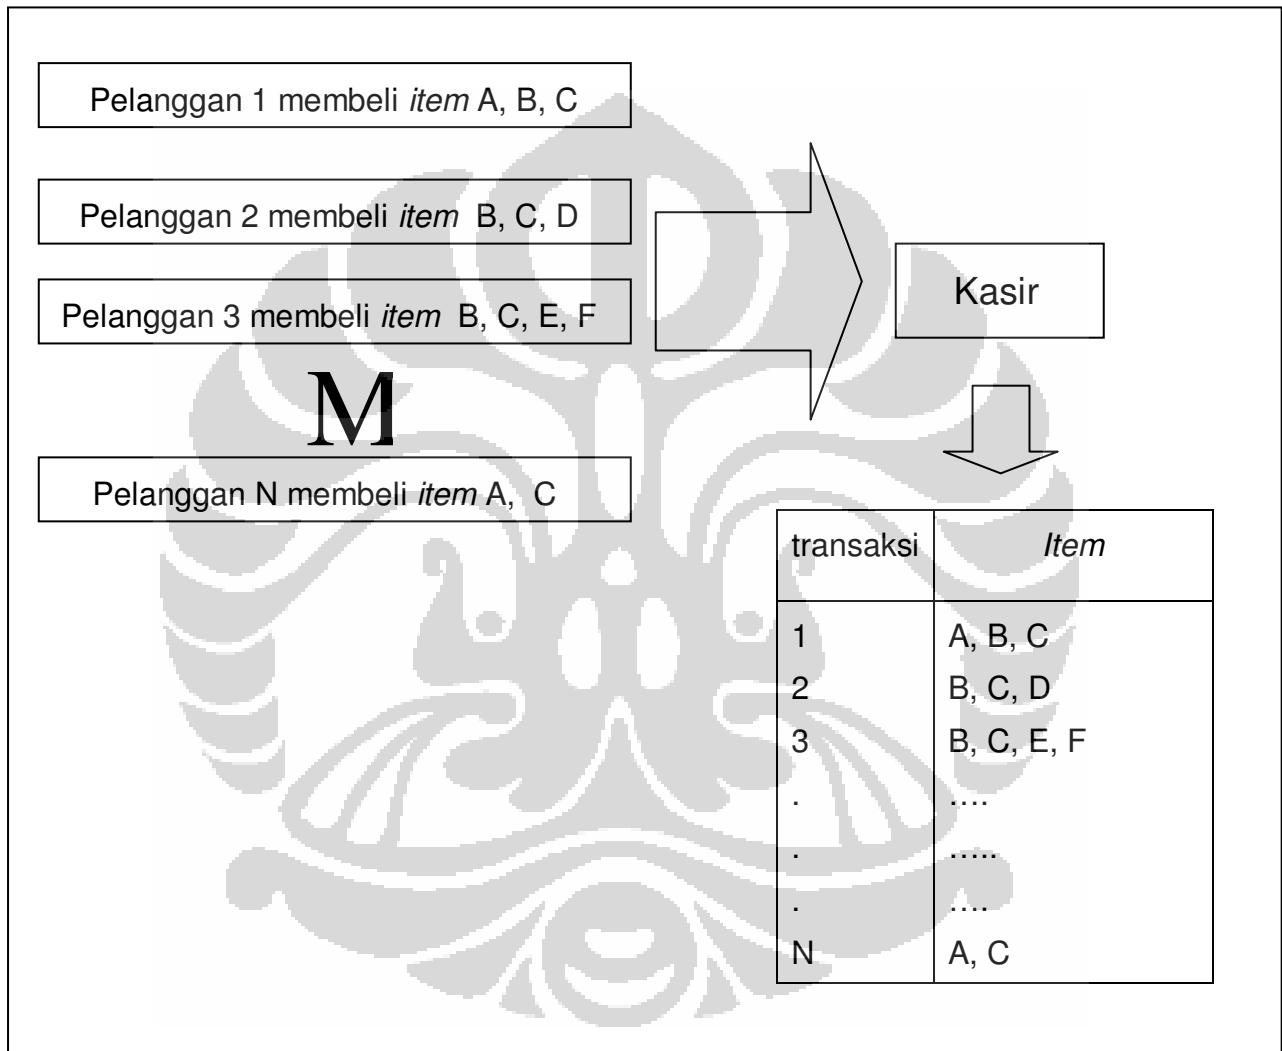 Pelanggan 1 membeli item A, B, C
Pelanggan 2 membeli item B, C, D
Pelanggan 3 membeli item B, C, E, F
M
Pelanggan N membeli item A, C
Kasir
transaksi Item
1 A, B, C
2 B, C, D
3 B, C, E, F
. ….
. …..
. ….
N A, C